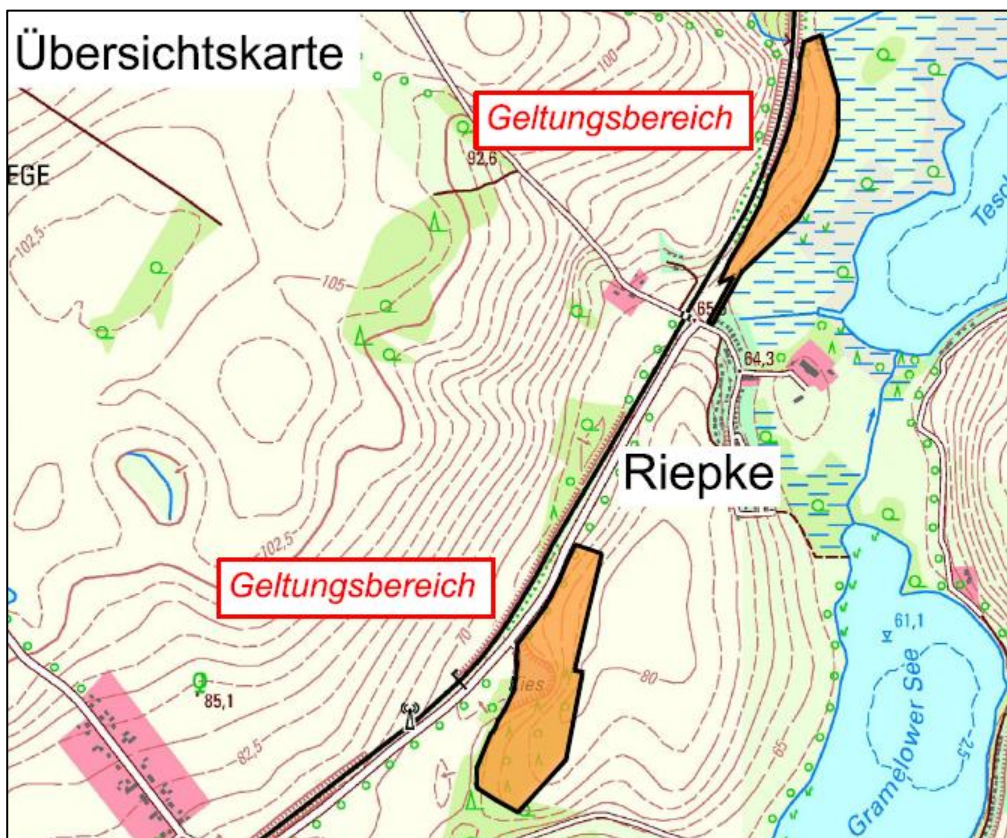 Übersichtskarte
100
Geltungsbereich
92,6
EGE
102,5
105
Riepke
64,3
102,5
Geltungsbereich
70
61,1
Kies
80
85,1
82,5
65
25
Gramelower See